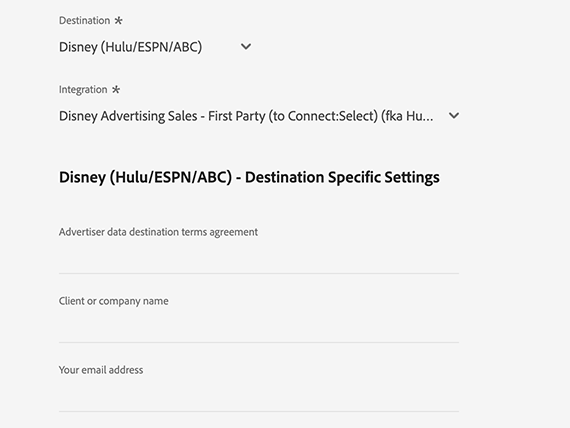 Destination *
Disney (Hulu/ESPN/ABC)
Integration *
Disney Advertising Sales - First Party (to Connect:Select) (fka Hu...
Disney (Hulu/ESPN/ABC) - Destination Specific Settings
Advertiser data destination terms agreement
Client or company name
Your email address